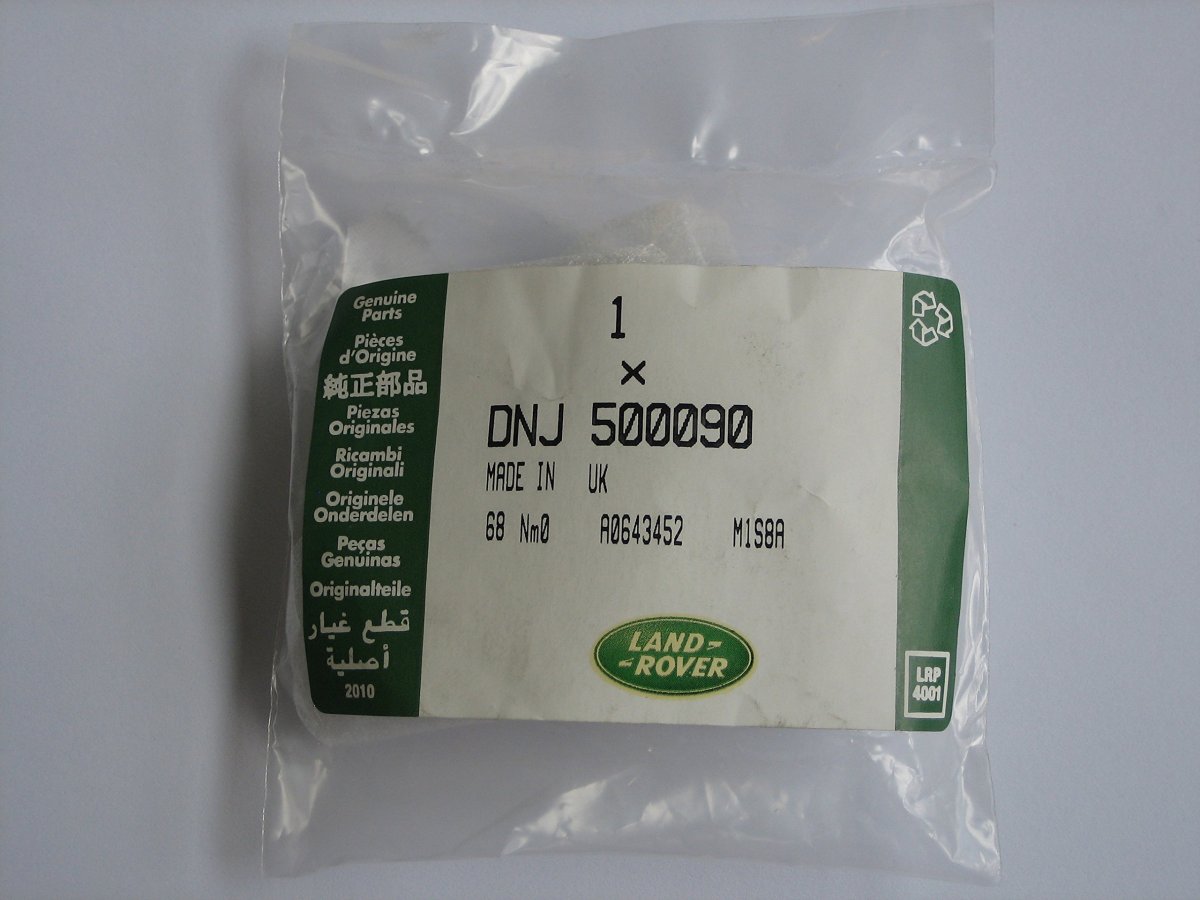 Genuine
Parts
Pièces
d'Origine
純正部品
Piezas
Originales
Ricambi
Originali
Originele
Onderdelen
Peças
Genuinas
Originalteile
قطع غيار
أصلية
2010
1
×
DNJ 500090
MADE IN UK
68 Nm0 A0643452 M1S8A
LAND-
-ROVER
LRP
4001